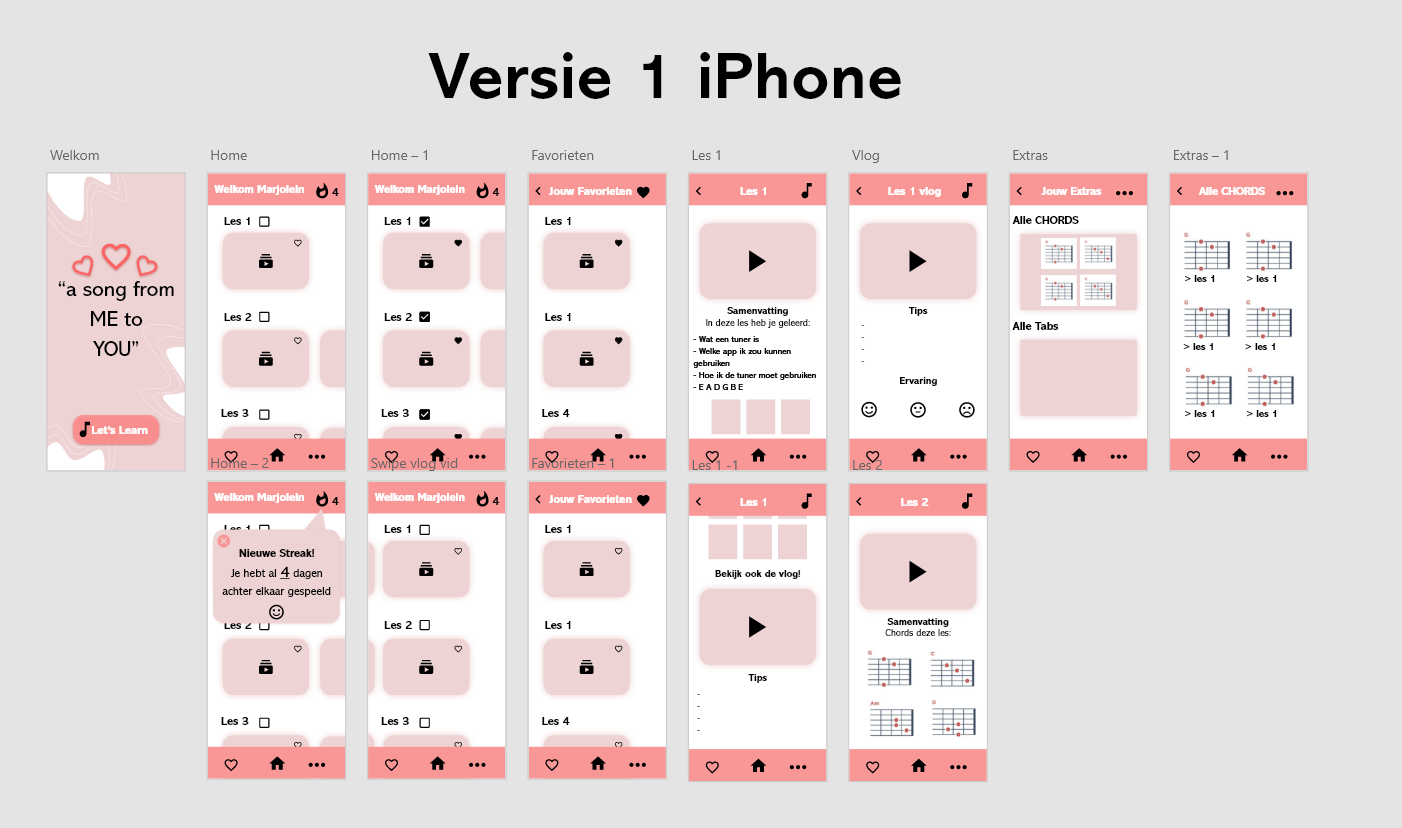 Versie 1 iPhone
Welkom
“a song from
ME to
YOU”
Let's Learn
Home
Welkom Marjolein
4
Les 1
Les 2
Les 3
Home – 1
Welkom Marjolein
4
Les 1
Les 2
Les 3
Favorieten
Jouw Favorieten
Les 1
Les 1
Les 4
Les 1
Les 1
Samenvatting
In deze les heb je geleerd:
- Wat een tuner is
- Welke app ik zou kunnen
gebruiken
- Hoe ik de tuner moet gebruiken
- E A D G B E
Vlog
Les 1 vlog
Tips
-
-
-
-
Ervaring
Extras
Jouw Extras
Alle CHORDS
Alle Tabs
Extras – 1
Alle CHORDS
G
G
> les 1
> les 1
G
G
> les 1
> les 1
G
G
> les 1
> les 1
Home – 2
Welkom Marjolein
4
Les 1
Nieuwe Streak!
Je hebt al 4 dagen
achter elkaar gespeeld
Les 2
Les 3
Swipe vlog vid
Welkom Marjolein
4
Les 1
Les 2
Les 3
Favorieten – 1
Jouw Favorieten
Les 1
Les 1
Les 4
Les 1 -1
Les 1
Bekijk ook de vlog!
Tips
-
-
-
-
Les 2
Les 2
Samenvatting
Chords deze les:
G
C
Am
D